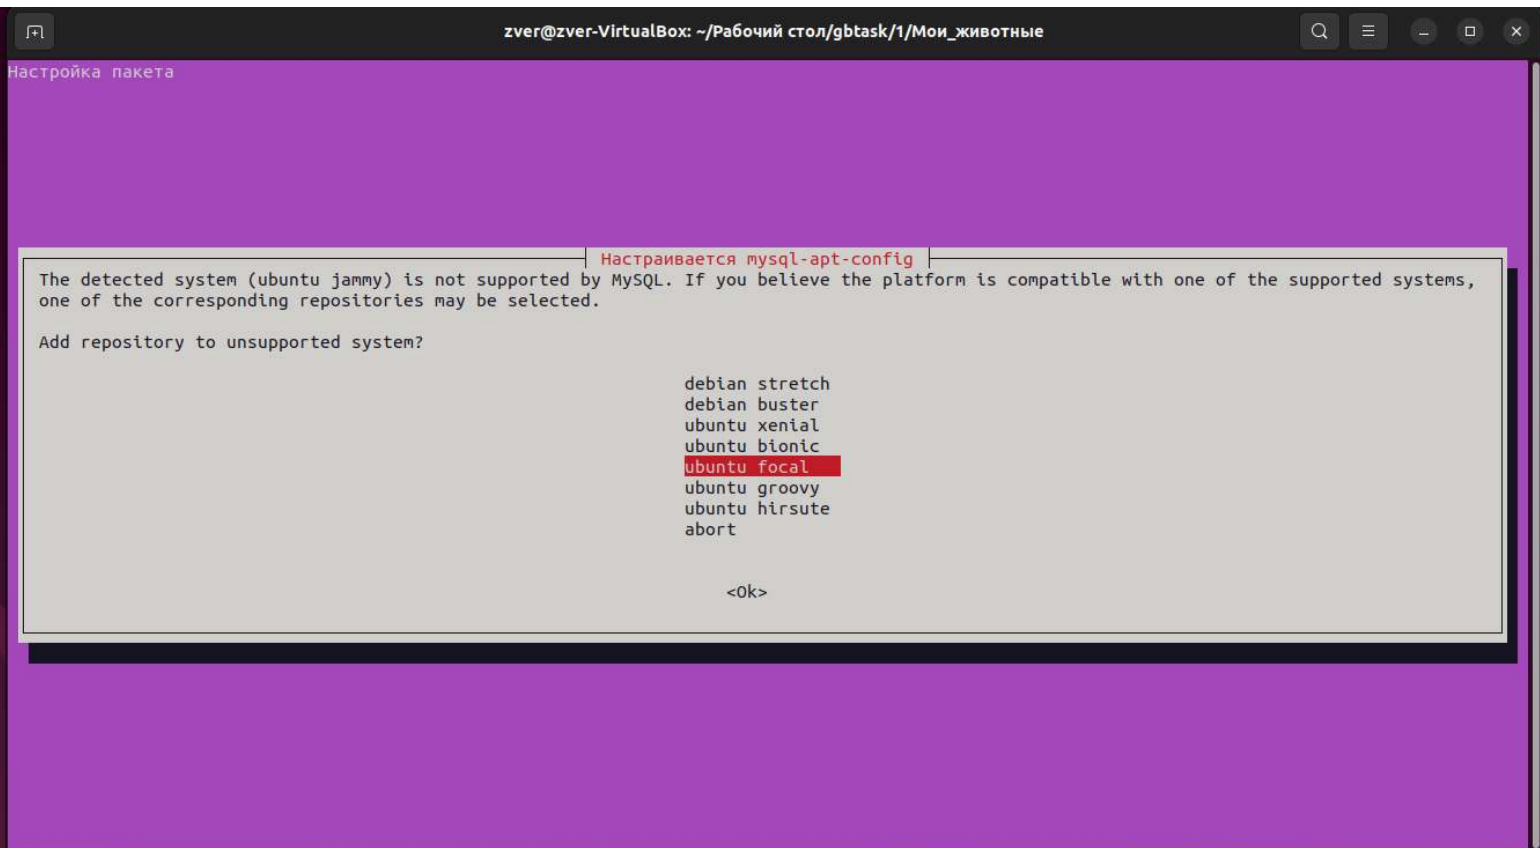 zver@zver-VirtualBox: ~/Рабочий стол/gbtask/1/Мои_животные
Настройка пакета
Настраивается mysql-apt-config
The detected system (ubuntu jammy) is not supported by MySQL. If you believe the platform is compatible with one of the supported systems,
one of the corresponding repositories may be selected.
Add repository to unsupported system?
debian stretch
debian buster
ubuntu xenial
ubuntu bionic
ubuntu focal
ubuntu groovy
ubuntu hirsute
abort
<Ok>